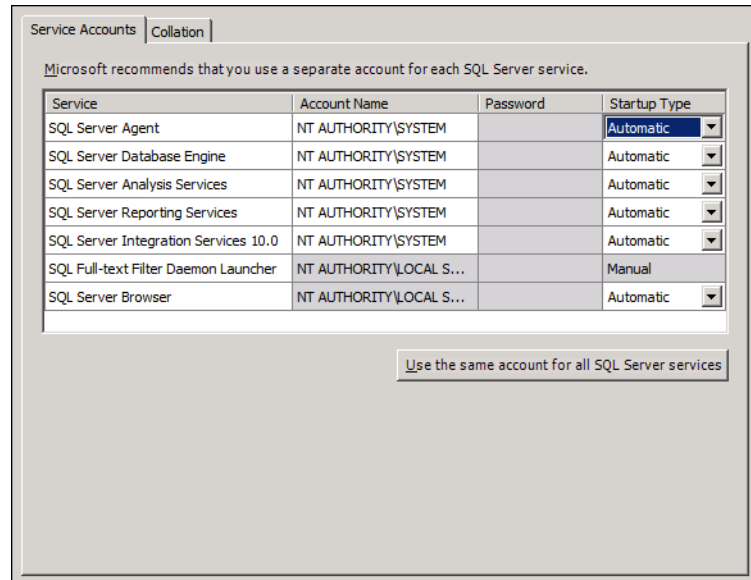 Service Accounts Collation
Microsoft recommends that you use a separate account for each SQL Server service.
Service Account Name Password Startup Type
SQL Server Agent NT AUTHORITY\SYSTEM Automatic
SQL Server Database Engine NT AUTHORITY\SYSTEM Automatic
SQL Server Analysis Services NT AUTHORITY\SYSTEM Automatic
SQL Server Reporting Services NT AUTHORITY\SYSTEM Automatic
SQL Server Integration Services 10.0 NT AUTHORITY\SYSTEM Automatic
SQL Full-text Filter Daemon Launcher NT AUTHORITY\LOCAL S... Manual
SQL Server Browser NT AUTHORITY\LOCAL S... Automatic
Use the same account for all SQL Server services